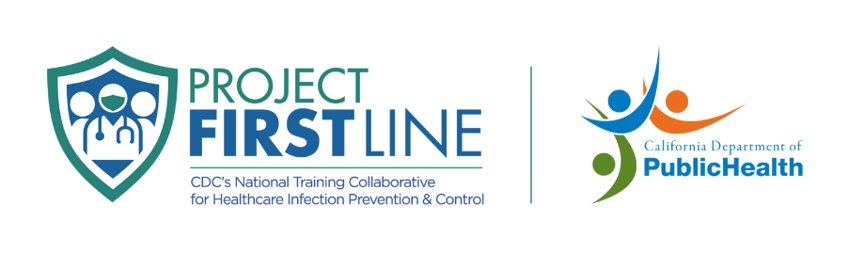 PROJECT
FIRSTLINE
CDC's National Training Collaborative
for Healthcare Infection Prevention & Control
California Department of
PublicHealth